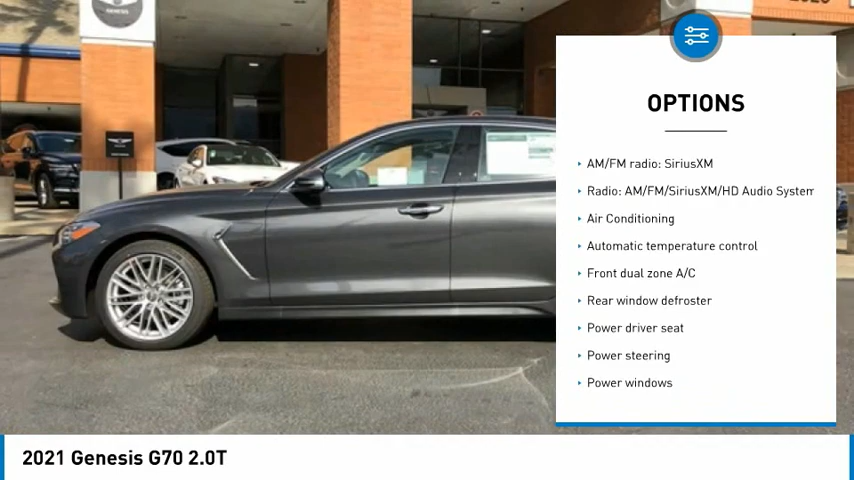 GENESIS
OPTIONS
AM/FM radio: SiriusXM
Radio: AM/FM/SiriusXM/HD Audio System
Air Conditioning
Automatic temperature control
Front dual zone A/C
Rear window defroster
Power driver seat
Power steering
Power windows
2021 Genesis G70 2.0T